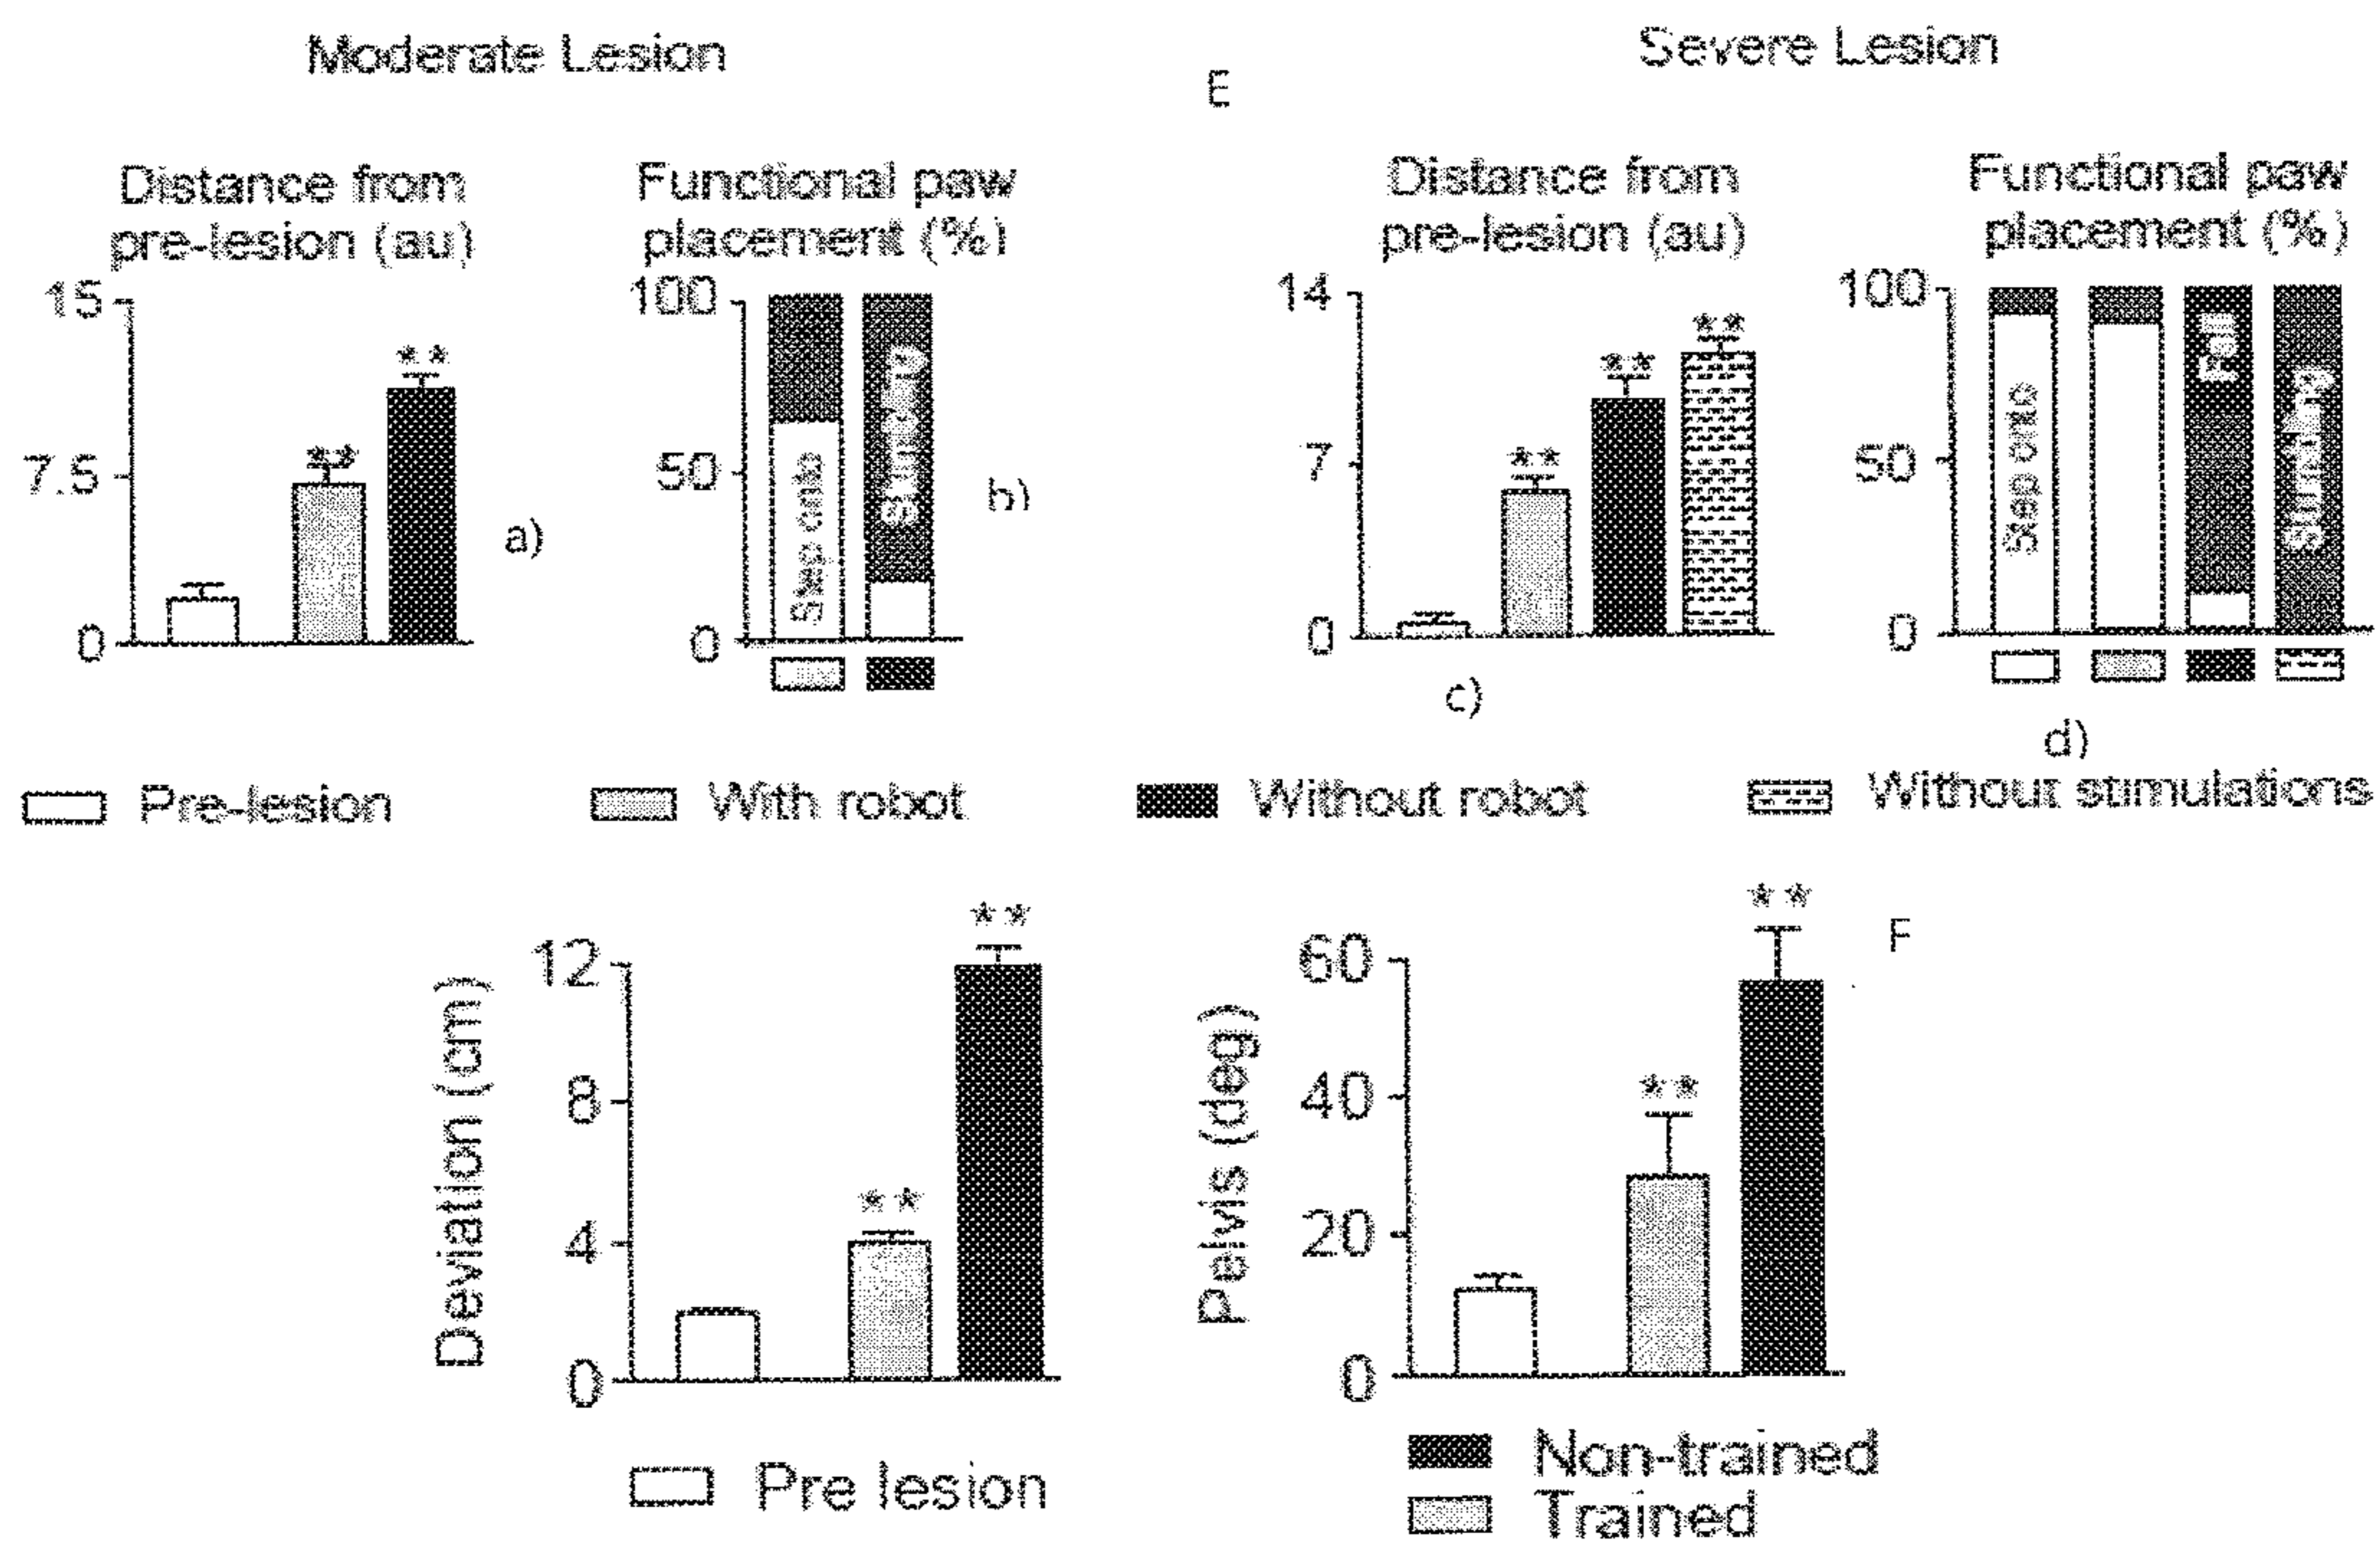 Moderate Lesion
E
Severe Lesion
Distance from
pre-lesion (au)
15
7.5
0
**
**
a)
Functional paw
placement (%)
100
50
0
Step onto
Stumbling
b)
Distance from
pre-lesion (au)
14
7
0
**
**
**
c)
Functional paw
placement (%)
100
50
0
Step onto
Fall
Stumbling
d)
Pre-lesion
With robot
Without robot
Without stimulations
Deviation (cm)
12
8
4
0
**
**
Pre lesion
Pelvis (deg)
60
40
20
0
**
**
F
Non-trained
Trained